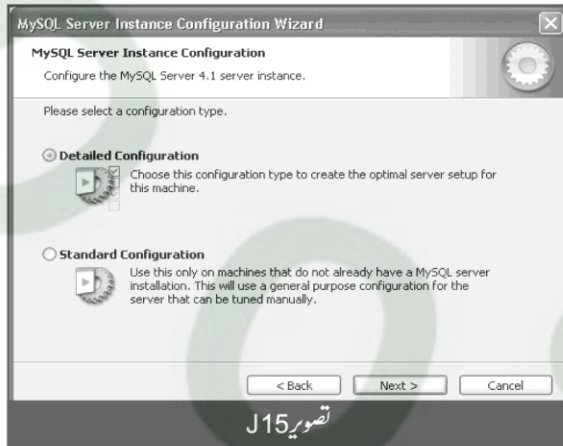 MySQL Server Instance Configuration Wizard
MySQL Server Instance Configuration
Configure the MySQL Server 4.1 server instance.
Please select a configuration type.
Detailed Configuration
Choose this configuration type to create the optimal server setup for
this machine.
Standard Configuration
Use this only on machines that do not already have a MySQL server
installation. This will use a general purpose configuration for the
server that can be tuned manually.
< Back
Next >
Cancel
تصویر J15